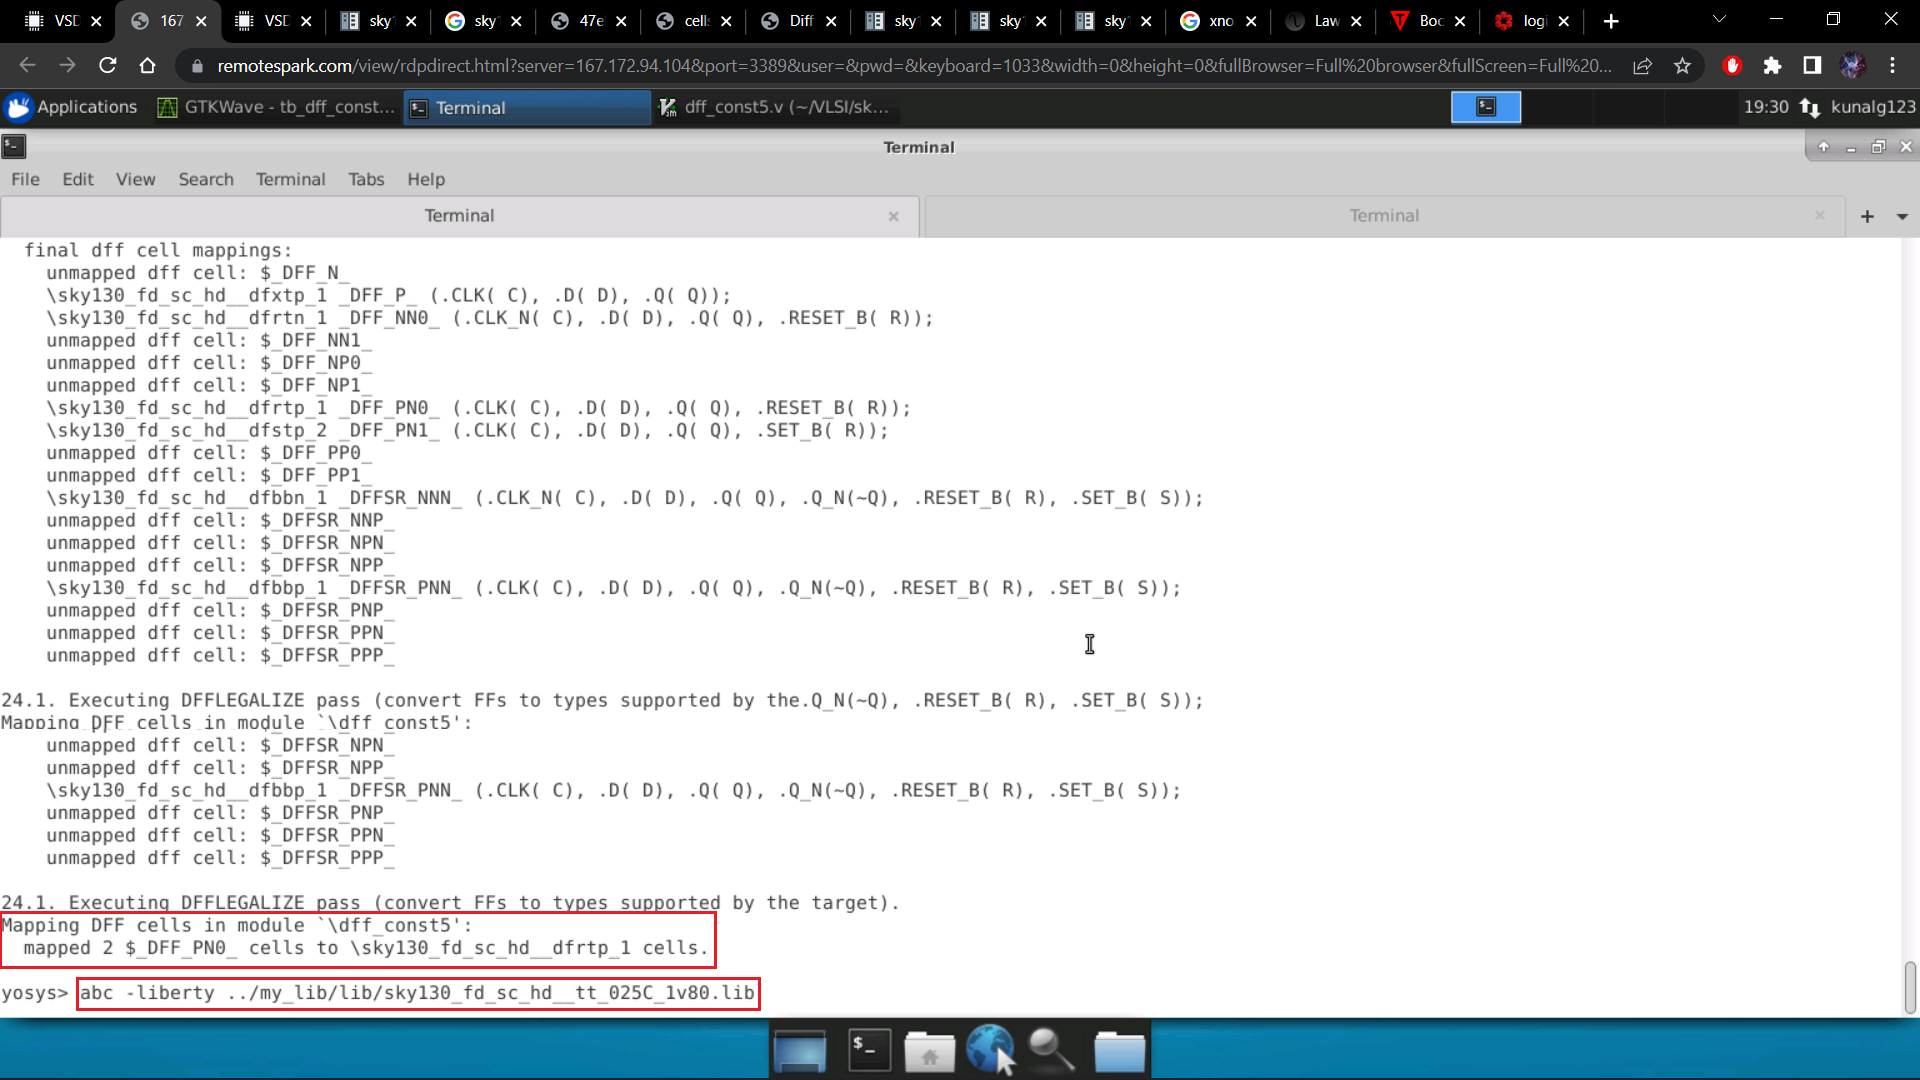 VSD
167
VSD
sky
sky
47e
cell
Diff
sky
sky
sky
xno
Law
Boc
logi
remotespark.com/view/rdpdirect.html?server=167.172.94.104&port=3389&user=&pwd=&keyboard=1033&width=0&height=0&fullBrowser=Full%20browser&fullScreen=Full%20...
Applications
GTKWave - tb_dff_const...
Terminal
dff_const5.v (~/VLSI/sk...
19:30
kunalg123
Terminal
File Edit View Search Terminal Tabs Help
Terminal
Terminal
final dff cell mappings:
unmapped dff cell: $_DFF_N_
\sky130_fd_sc_hd__dfxtp_1 _DFF_P_ (.CLK( C), .D( D), .Q( Q));
\sky130_fd_sc_hd__dfrtn_1 _DFF_NN0_ (.CLK_N( C), .D( D), .Q( Q), .RESET_B( R));
unmapped dff cell: $_DFF_NN1_
unmapped dff cell: $_DFF_NP0_
unmapped dff cell: $_DFF_NP1_
\sky130_fd_sc_hd__dfrtp_1 _DFF_PN0_ (.CLK( C), .D( D), .Q( Q), .RESET_B( R));
\sky130_fd_sc_hd__dfstp_2 _DFF_PN1_ (.CLK( C), .D( D), .Q( Q), .SET_B( R));
unmapped dff cell: $_DFF_PP0_
unmapped dff cell: $_DFF_PP1_
\sky130_fd_sc_hd__dfbbn_1 _DFFSR_NNN_ (.CLK_N( C), .D( D), .Q( Q), .Q_N(~Q), .RESET_B( R), .SET_B( S));
unmapped dff cell: $_DFFSR_NNP_
unmapped dff cell: $_DFFSR_NPN_
unmapped dff cell: $_DFFSR_NPP_
\sky130_fd_sc_hd__dfbbp_1 _DFFSR_PNN_ (.CLK( C), .D( D), .Q( Q), .Q_N(~Q), .RESET_B( R), .SET_B( S));
unmapped dff cell: $_DFFSR_PNP_
unmapped dff cell: $_DFFSR_PPN_
unmapped dff cell: $_DFFSR_PPP_
24.1. Executing DFFLEGALIZE pass (convert FFs to types supported by the.Q_N(~Q), .RESET_B( R), .SET_B( S));
Mapping DFF cells in module `\dff_const5':
unmapped dff cell: $_DFFSR_NPN_
unmapped dff cell: $_DFFSR_NPP_
\sky130_fd_sc_hd__dfbbp_1 _DFFSR_PNN_ (.CLK( C), .D( D), .Q( Q), .Q_N(~Q), .RESET_B( R), .SET_B( S));
unmapped dff cell: $_DFFSR_PNP_
unmapped dff cell: $_DFFSR_PPN_
unmapped dff cell: $_DFFSR_PPP_
24.1. Executing DFFLEGALIZE pass (convert FFs to types supported by the target).
Mapping DFF cells in module `\dff_const5':
mapped 2 $_DFF_PN0_ cells to \sky130_fd_sc_hd__dfrtp_1 cells.
yosys> abc -liberty ../my_lib/lib/sky130_fd_sc_hd__tt_025C_1v80.lib